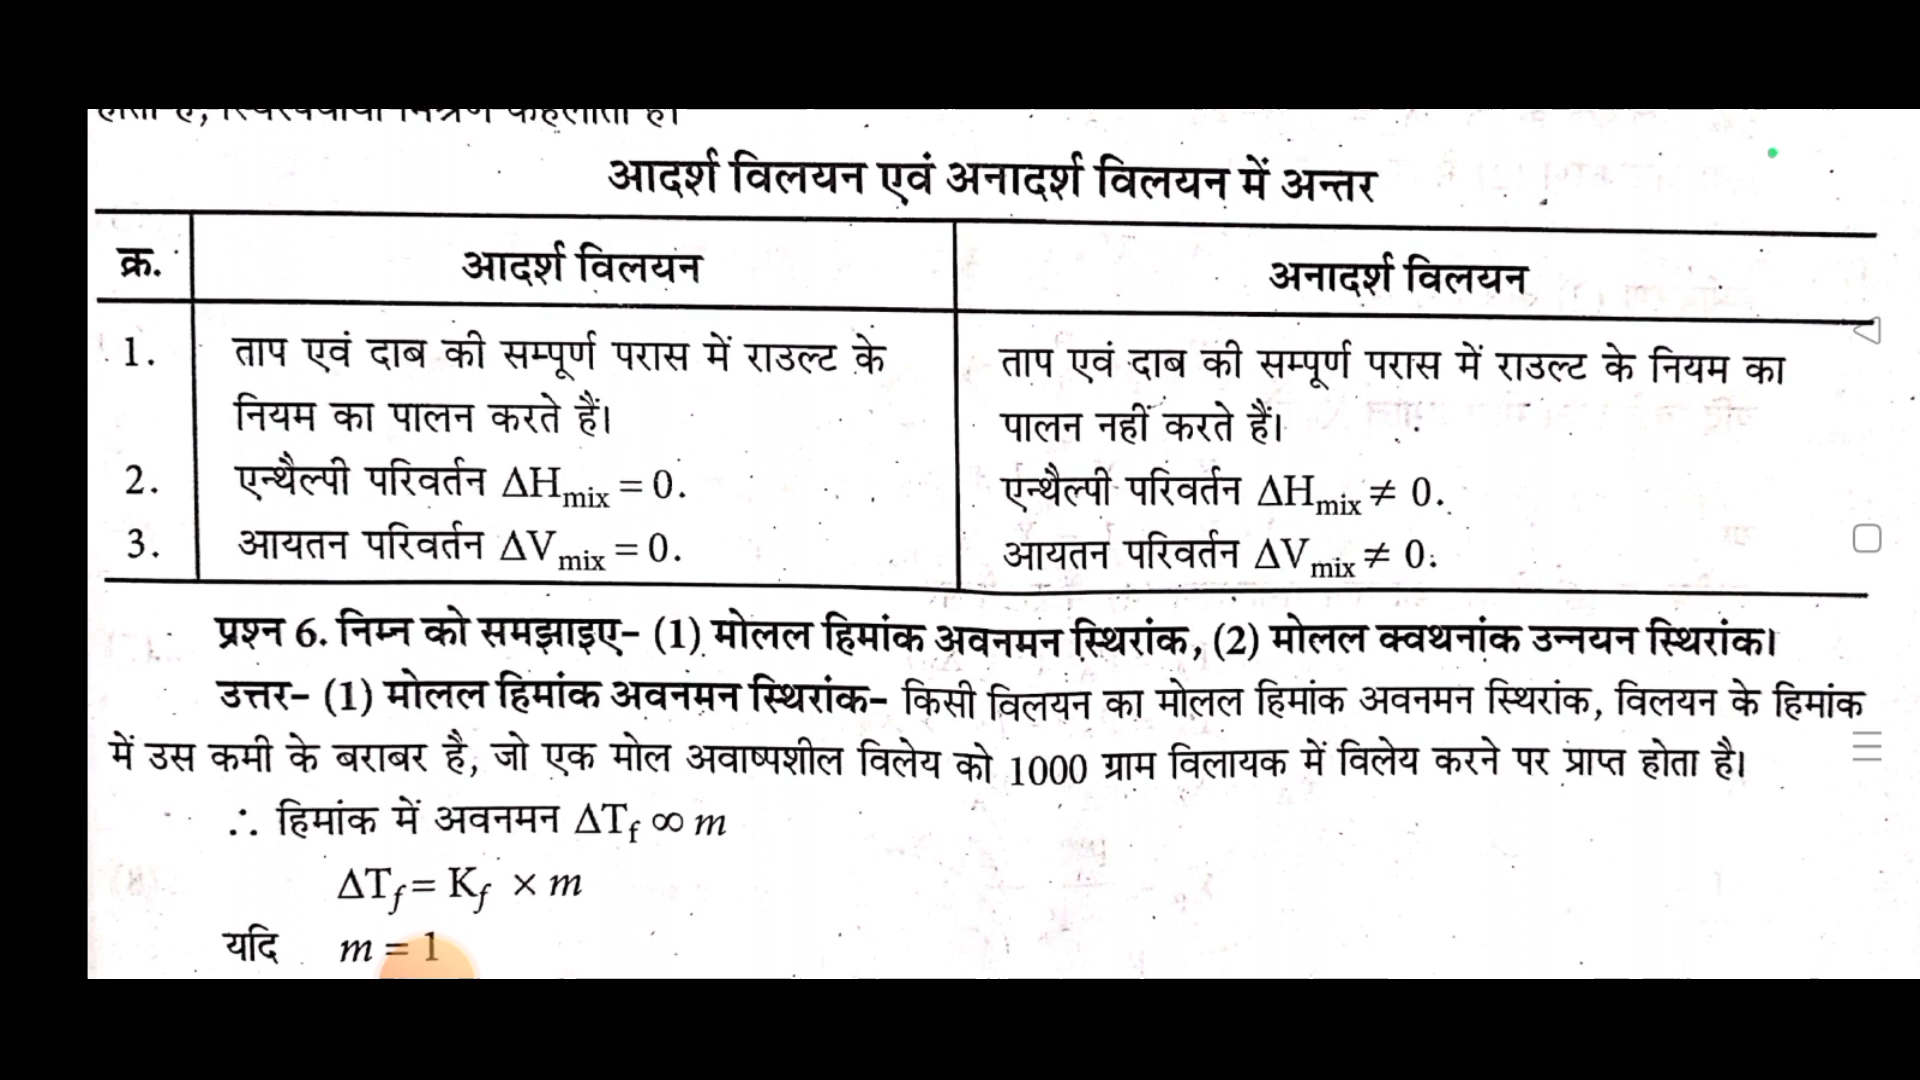 आदर्श विलयन एवं अनादर्श विलयन में अन्तर
क्र. आदर्श विलयन अनादर्श विलयन
1. ताप एवं दाब की सम्पूर्ण परास में राउल्ट के ताप एवं दाब की सम्पूर्ण परास में राउल्ट के नियम का
नियम का पालन करते हैं। पालन नहीं करते हैं।
2. एन्थैल्पी परिवर्तन ΔHmix = 0. एन्थैल्पी परिवर्तन ΔHmix ≠ 0.
3. आयतन परिवर्तन ΔVmix = 0. आयतन परिवर्तन ΔVmix ≠ 0.
प्रश्न 6. निम्न को समझाइए– (1) मोलल हिमांक अवनमन स्थिरांक, (2) मोलल क्वथनांक उन्नयन स्थिरांक।
उत्तर– (1) मोलल हिमांक अवनमन स्थिरांक– किसी विलयन का मोलल हिमांक अवनमन स्थिरांक, विलयन के हिमांक
में उस कमी के बराबर है, जो एक मोल अवाष्पशील विलेय को 1000 ग्राम विलायक में विलेय करने पर प्राप्त होता है।
∴ हिमांक में अवनमन ΔTf ∞ m
ΔTf = Kf × m
यदि m = 1